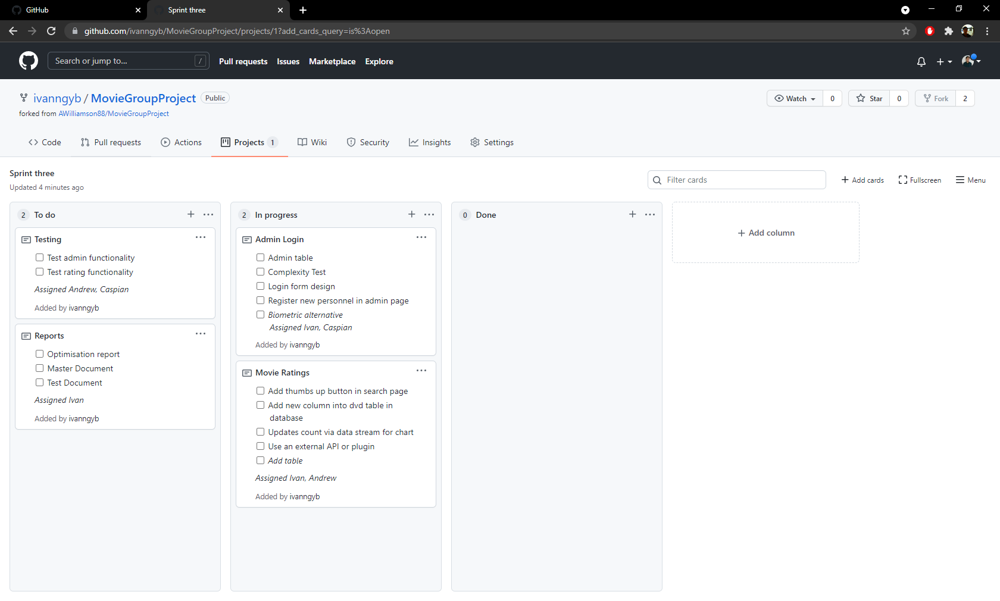 GitHub
Sprint three
github.com/ivanngyb/MovieGroupProject/projects/1?add_cards_query=is%3Aopen
Search or jump to...
/
Pull requests
Issues
Marketplace
Explore
ivanngyb / MovieGroupProject
Public
Watch
0
Star
0
Fork
2
forked from AWilliamson88/MovieGroupProject
Code
Pull requests
Actions
Projects 1
Wiki
Security
Insights
Settings
Sprint three
Updated 4 minutes ago
Filter cards
Add cards
Fullscreen
Menu
2 To do
Testing
Test admin functionality
Test rating functionality
Assigned Andrew, Caspian
Added by ivanngyb
Reports
Optimisation report
Master Document
Test Document
Assigned Ivan
Added by ivanngyb
2 In progress
Admin Login
Admin table
Complexity Test
Login form design
Register new personnel in admin page
Biometric alternative
Assigned Ivan, Caspian
Added by ivanngyb
Movie Ratings
Add thumbs up button in search page
Add new column into dvd table in
database
Updates count via data stream for chart
Use an external API or plugin
Add table
Assigned Ivan, Andrew
Added by ivanngyb
0 Done
Add column